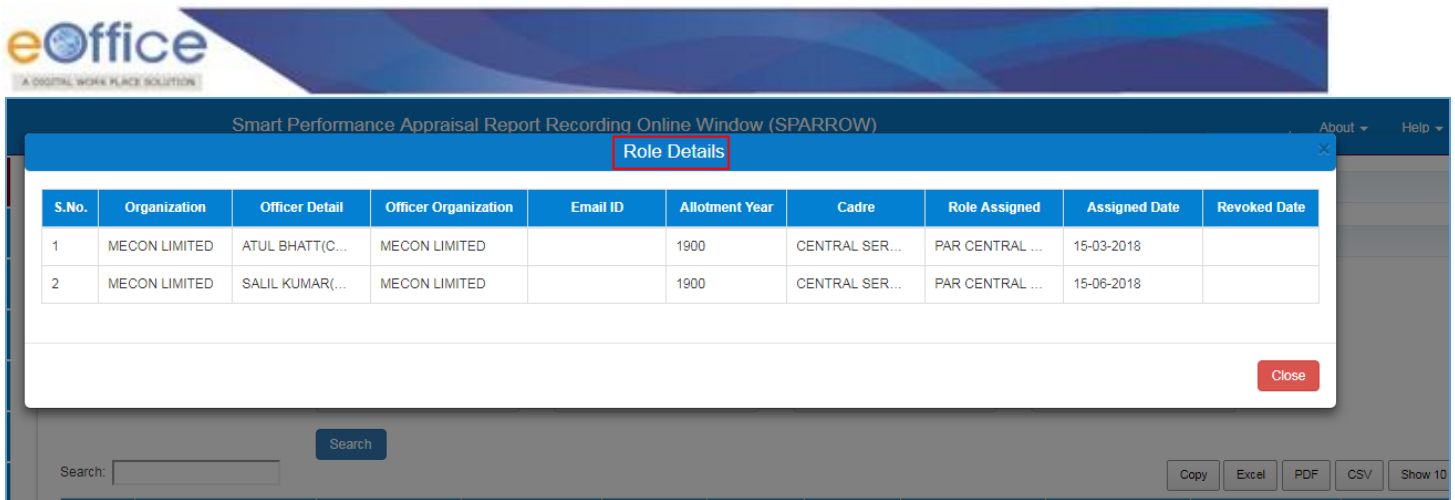 eOffice
A DIGITAL WORK PLACE SOLUTION
Smart Performance Appraisal Report Recording Online Window (SPARROW)
About Help
Role Details ×
S.No. Organization Officer Detail Officer Organization Email ID Allotment Year Cadre Role Assigned Assigned Date Revoked Date
1 MECON LIMITED ATUL BHATT(C... MECON LIMITED 1900 CENTRAL SER... PAR CENTRAL ... 15-03-2018
2 MECON LIMITED SALIL KUMAR(... MECON LIMITED 1900 CENTRAL SER... PAR CENTRAL ... 15-06-2018
Close
Search
Search: Copy Excel PDF CSV Show 10